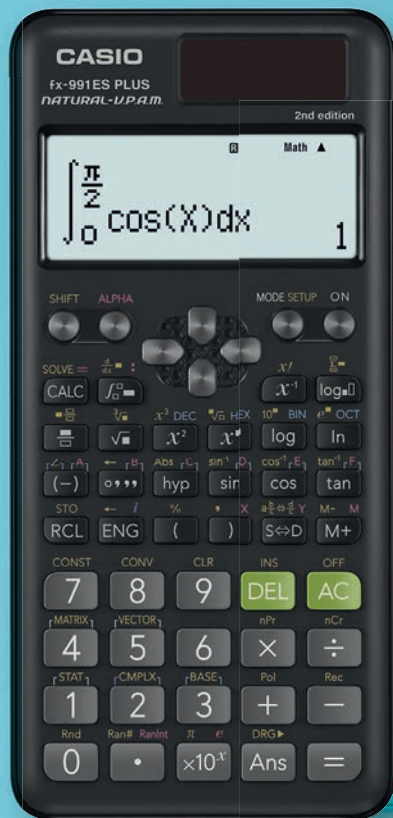 CASIO
fx-991ES PLUS
NATURAL-V.P.A.M.
2nd edition
R Math ▲
∫ π/2 0 cos(X)dx
1
SHIFT ALPHA MODE SETUP ON
SOLVE = d/dx■ : x! Σ■
CALC ∫■ x⁻¹ log■□
■■/□ ³√■ x³ DEC ■√□ HEX 10■ BIN e■ OCT
√■ x² x■ log ln
∠ A ← B Abs C sin⁻¹ D cos⁻¹ E tan⁻¹ F
(−) °’” hyp sin cos tan
STO ← i % , X a b/c⇔d/c Y M− M
RCL ENG ( ) S⇔D M+
CONST CONV CLR INS OFF
7 8 9 DEL AC
MATRIX VECTOR nPr nCr
4 5 6 × ÷
STAT CMPLX BASE Pol Rec
1 2 3 + −
Rnd Ran# RanInt π e DRG▶
0 • ×10ˣ Ans =